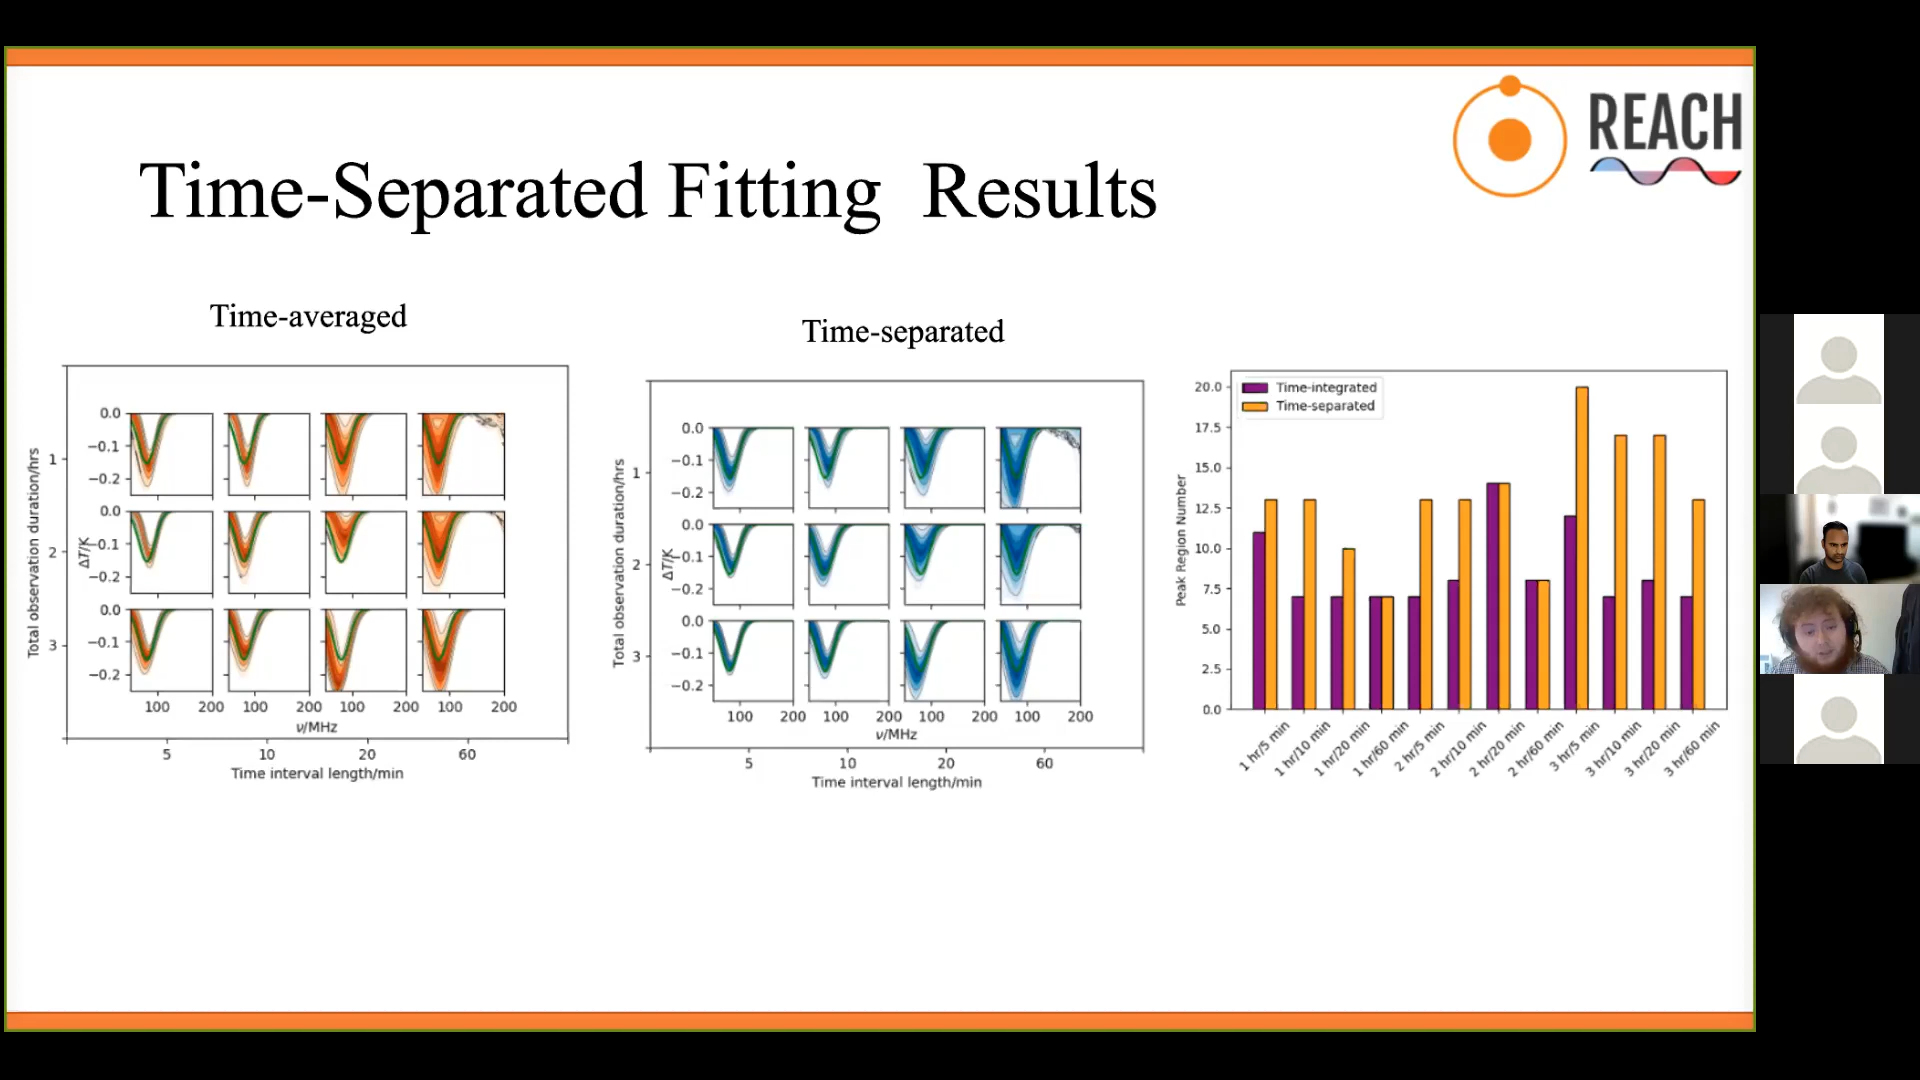 REACH
Time-Separated Fitting Results
Time-averaged
0.0
−0.1
−0.2
0.0
−0.1
−0.2
0.0
−0.1
−0.2
1
2
3
Total observation duration/hrs
ΔT/K
100 200 100 200 100 200 100 200
ν/MHz
5 10 20 60
Time interval length/min
Time-separated
0.0
−0.1
−0.2
0.0
−0.1
−0.2
0.0
−0.1
−0.2
1
2
3
Total observation duration/hrs
ΔT/K
100 200 100 200 100 200 100 200
ν/MHz
5 10 20 60
Time interval length/min
Time-integrated
Time-separated
20.0
17.5
15.0
12.5
10.0
7.5
5.0
2.5
0.0
Peak Region Number
1 hr/5 min
1 hr/10 min
1 hr/20 min
1 hr/60 min
2 hr/5 min
2 hr/10 min
2 hr/20 min
2 hr/60 min
3 hr/5 min
3 hr/10 min
3 hr/20 min
3 hr/60 min